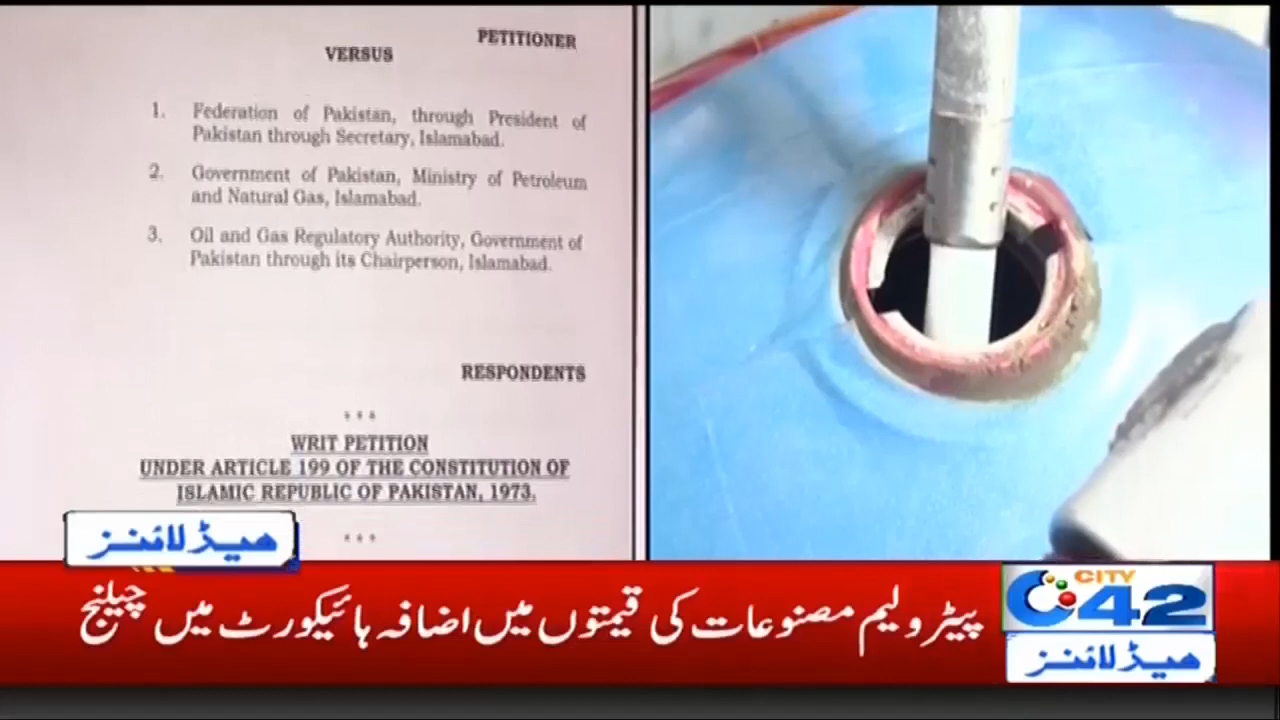 PETITIONER
VERSUS
1. Federation of Pakistan, through President of
Pakistan through Secretary, Islamabad.
2. Government of Pakistan, Ministry of Petroleum
and Natural Gas, Islamabad.
3. Oil and Gas Regulatory Authority, Government of
Pakistan through its Chairperson, Islamabad.
RESPONDENTS
***
WRIT PETITION
UNDER ARTICLE 199 OF THE CONSTITUTION OF
ISLAMIC REPUBLIC OF PAKISTAN, 1973.
***
ہیڈلائنز
پیٹرولیم مصنوعات کی قیمتوں میں اضافہ ہائیکورٹ میں چیلنج
CITY
42
ہیڈلائنز